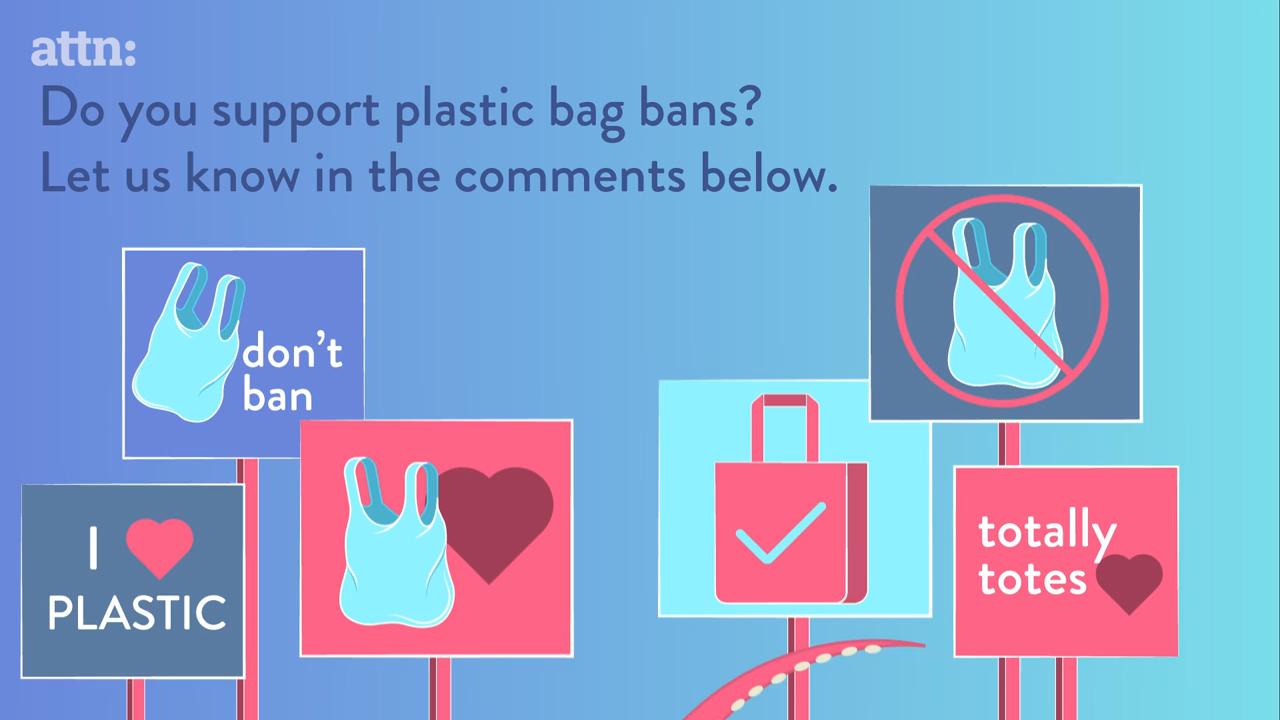 attn:
Do you support plastic bag bans?
Let us know in the comments below.
don't
ban
I
PLASTIC
totally
totes